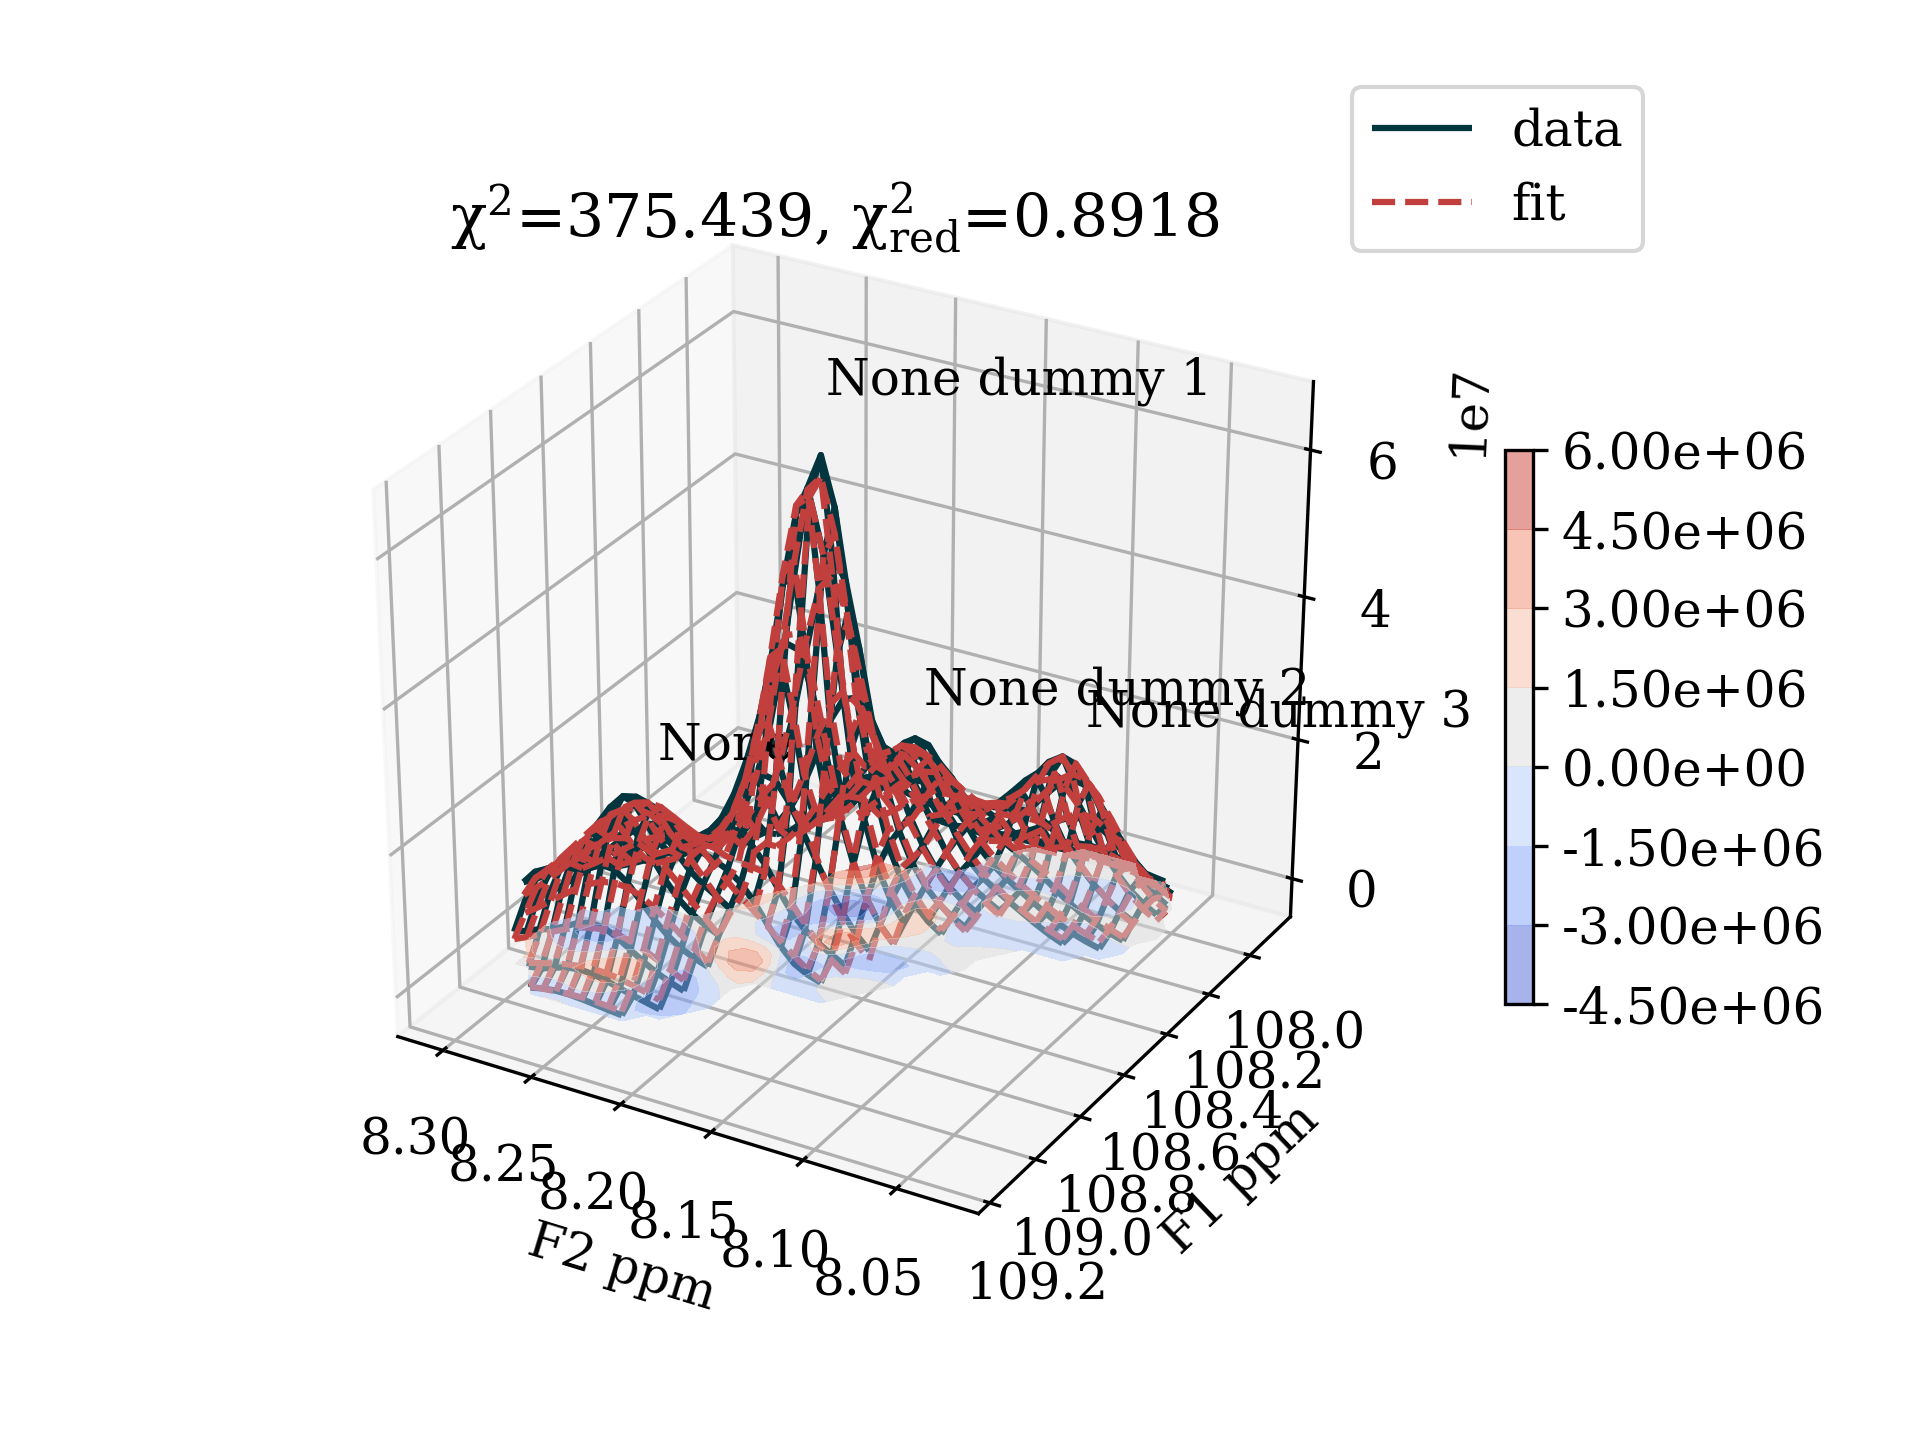 data
fit
χ²=375.439, χ²red=0.8918
None dummy 1
None dummy 2
None dummy 3
None
1e7
6
4
2
0
6.00e+06
4.50e+06
3.00e+06
1.50e+06
0.00e+00
-1.50e+06
-3.00e+06
-4.50e+06
8.30
8.25
8.20
8.15
8.10
8.05
F2 ppm
108.0
108.2
108.4
108.6
108.8
109.0
109.2
F1 ppm